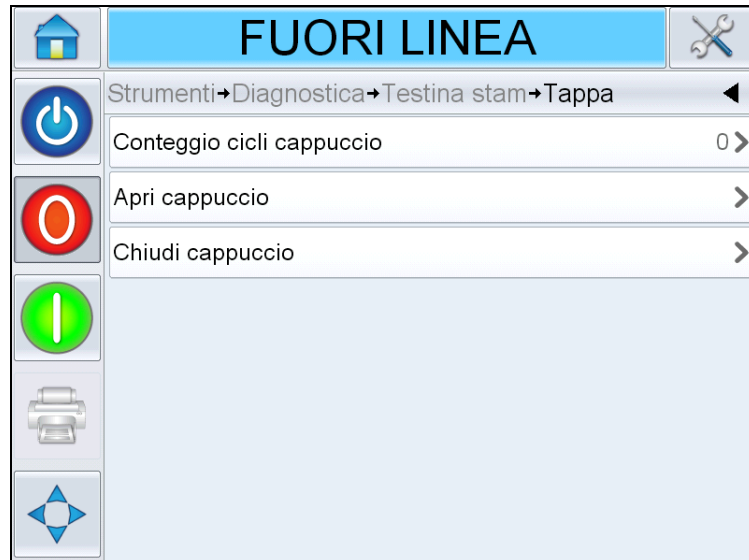 FUORI LINEA
Strumenti→Diagnostica→Testina stam→Tappa
Conteggio cicli cappuccio 0
Apri cappuccio
Chiudi cappuccio